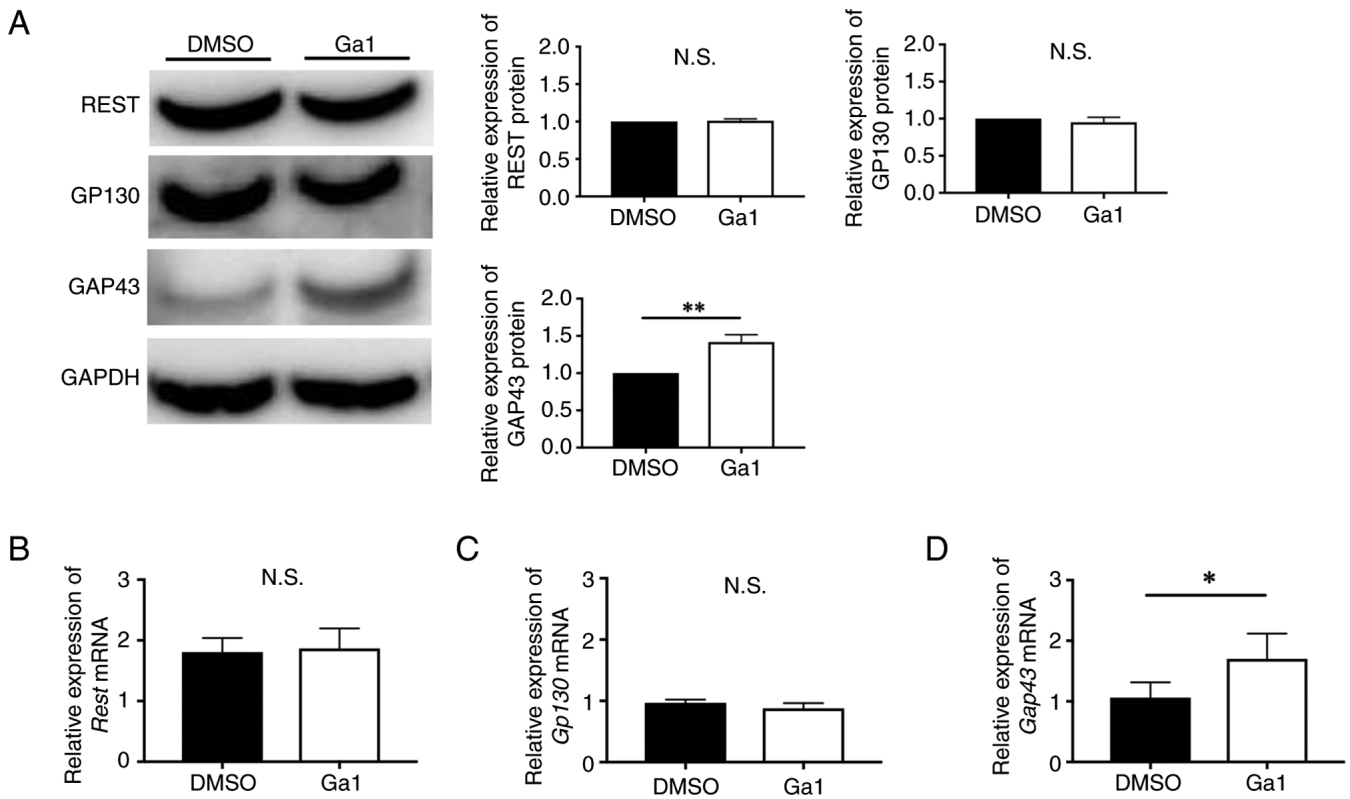 A
DMSO Ga1
REST
GP130
GAP43
GAPDH
Relative expression of
REST protein
2.0
1.5
1.0
0.5
0.0
N.S.
DMSO Ga1
Relative expression of
GP130 protein
2.0
1.5
1.0
0.5
0.0
N.S.
DMSO Ga1
Relative expression of
GAP43 protein
2.0
1.5
1.0
0.5
0.0
**
DMSO Ga1
B
Relative expression of
Rest mRNA
3
2
1
0
N.S.
DMSO Ga1
C
Relative expression of
Gp130 mRNA
3
2
1
0
N.S.
DMSO Ga1
D
Relative expression of
Gap43 mRNA
3
2
1
0
*
DMSO Ga1